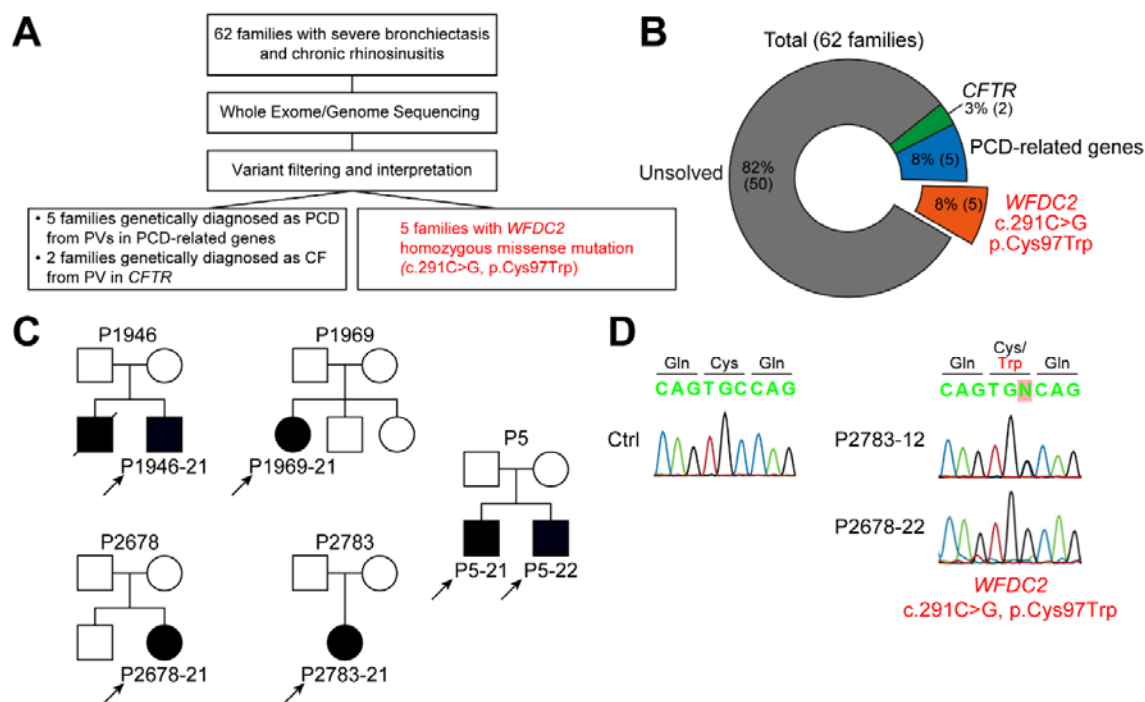 A
62 families with severe bronchiectasis
and chronic rhinosinusitis
Whole Exome/Genome Sequencing
Variant filtering and interpretation
• 5 families genetically diagnosed as PCD
from PVs in PCD-related genes
• 2 families genetically diagnosed as CF
from PV in CFTR
5 families with WFDC2
homozygous missense mutation
(c.291C>G, p.Cys97Trp)
B
Total (62 families)
CFTR
3% (2)
PCD-related genes
8% (5)
Unsolved
82%
(50)
8% (5)
WFDC2
c.291C>G
p.Cys97Trp
C
P1946
P1946-21
P1969
P1969-21
P5
P5-21
P5-22
P2678
P2678-21
P2783
P2783-21
D
Gln Cys Gln
CAGTGCCAG
Ctrl
Cys/
Gln Trp Gln
CAGTGNCAG
P2783-12
P2678-22
WFDC2
c.291C>G, p.Cys97Trp